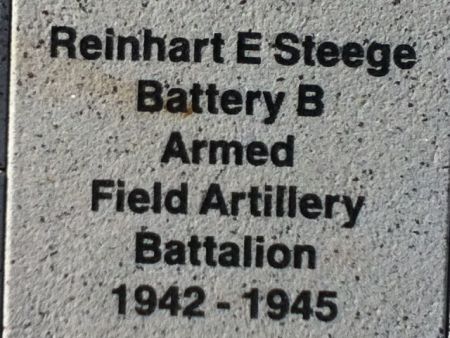 Reinhart E Steege
Battery B
Armed
Field Artillery
Battalion
1942 - 1945